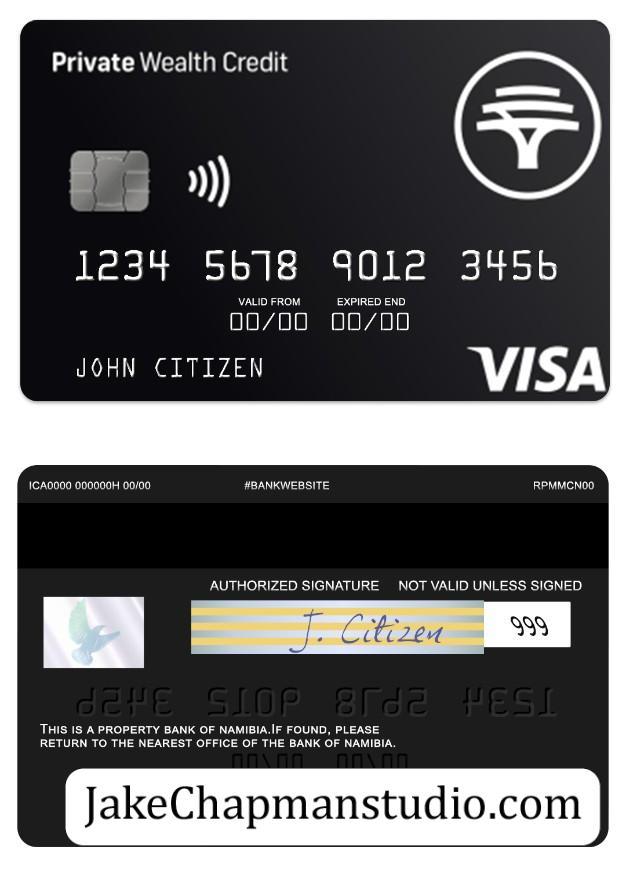 Private Wealth Credit
1234 5678 9012 3456
VALID FROM EXPIRED END
00/00 00/00
JOHN CITIZEN
VISA
ICA0000 000000H 00/00 #BANKWEBSITE RPMMCN00
AUTHORIZED SIGNATURE NOT VALID UNLESS SIGNED
J. Citizen 999
THIS IS A PROPERTY BANK OF NAMIBIA.IF FOUND, PLEASE
RETURN TO THE NEAREST OFFICE OF THE BANK OF NAMIBIA.
JakeChapmanstudio.com